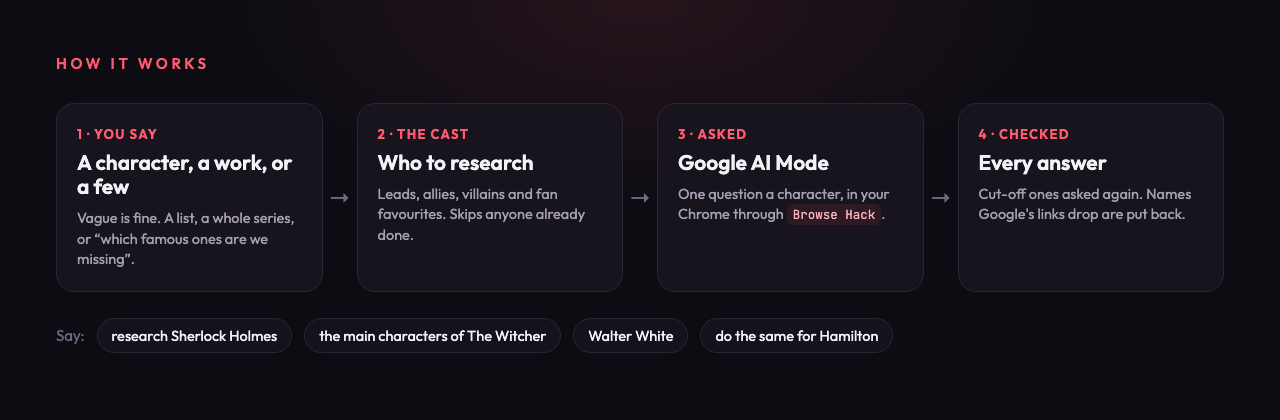 HOW IT WORKS
1 · YOU SAY
A character, a work, or
a few
Vague is fine. A list, a whole series,
or “which famous ones are we
missing”.
→
2 · THE CAST
Who to research
Leads, allies, villains and fan
favourites. Skips anyone already
done.
→
3 · ASKED
Google AI Mode
One question a character, in your
Chrome through Browse Hack.
→
4 · CHECKED
Every answer
Cut-off ones asked again. Names
Google's links drop are put back.
Say: research Sherlock Holmes the main characters of The Witcher Walter White do the same for Hamilton